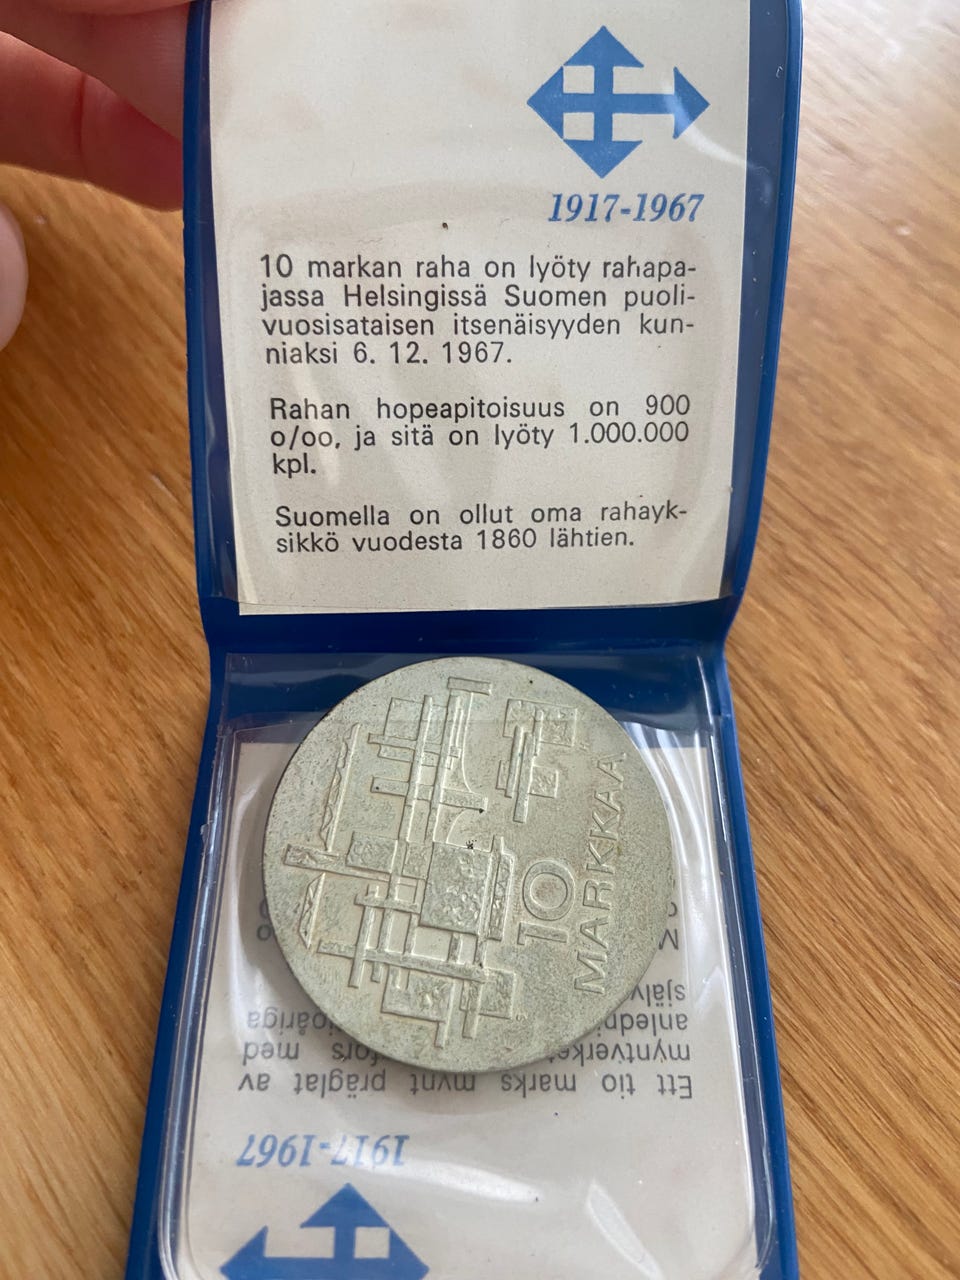 1917-1967
10 markan raha on lyöty rahapa-
jassa Helsingissä Suomen puoli-
vuosisataisen itsenäisyyden kun-
niaksi 6. 12. 1967.
Rahan hopeapitoisuus on 900
o/oo, ja sitä on lyöty 1.000.000
kpl.
Suomella on ollut oma rahayk-
sikkö vuodesta 1860 lähtien.
10
MARKKAA
1917-1967
Ett tio marks mynt präglat av
myntverket med